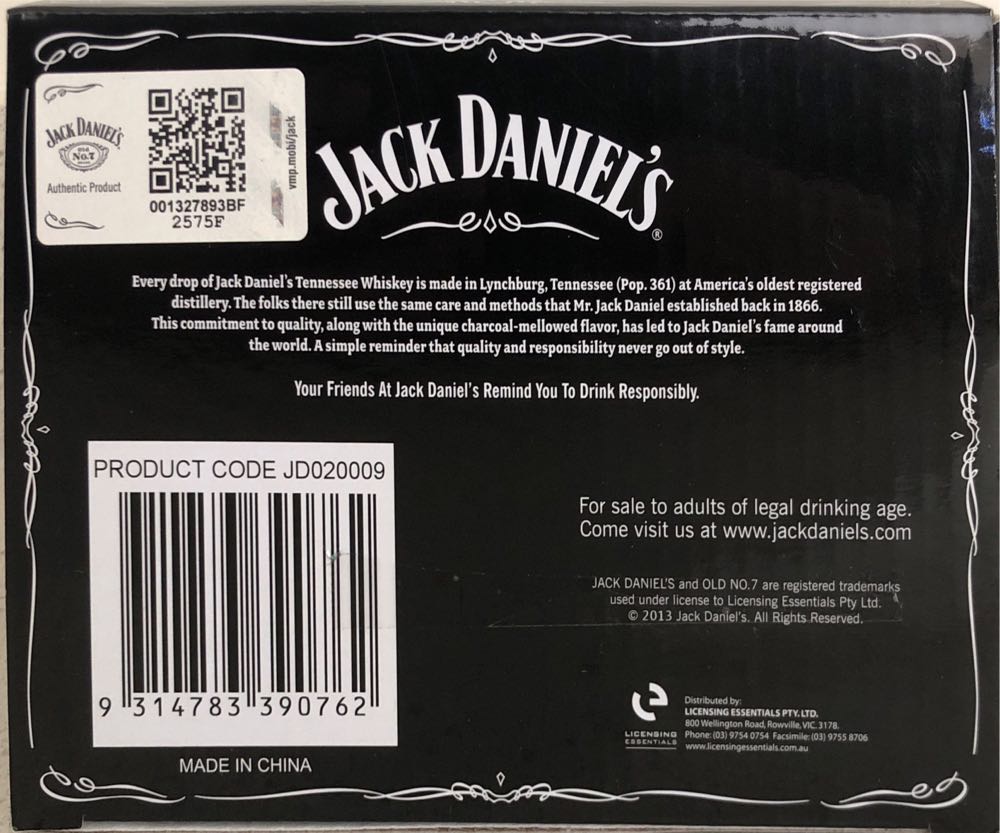 JACK DANIEL'S
Old
No.7
Authentic Product
001327893BF
2575F
vmp.mobi/jack
JACK DANIEL'S®
Every drop of Jack Daniel's Tennessee Whiskey is made in Lynchburg, Tennessee (Pop. 361) at America's oldest registered
distillery. The folks there still use the same care and methods that Mr. Jack Daniel established back in 1866.
This commitment to quality, along with the unique charcoal-mellowed flavor, has led to Jack Daniel's fame around
the world. A simple reminder that quality and responsibility never go out of style.
Your Friends At Jack Daniel's Remind You To Drink Responsibly.
PRODUCT CODE JD020009
9 314783 390762
MADE IN CHINA
For sale to adults of legal drinking age.
Come visit us at www.jackdaniels.com
JACK DANIEL'S and OLD NO.7 are registered trademarks
used under license to Licensing Essentials Pty Ltd.
© 2013 Jack Daniel's. All Rights Reserved.
LICENSING
ESSENTIALS
Distributed by:
LICENSING ESSENTIALS PTY. LTD.
800 Wellington Road, Rowville, VIC. 3178.
Phone: (03) 9754 0754 Facsimile: (03) 9755 8706
www.licensingessentials.com.au